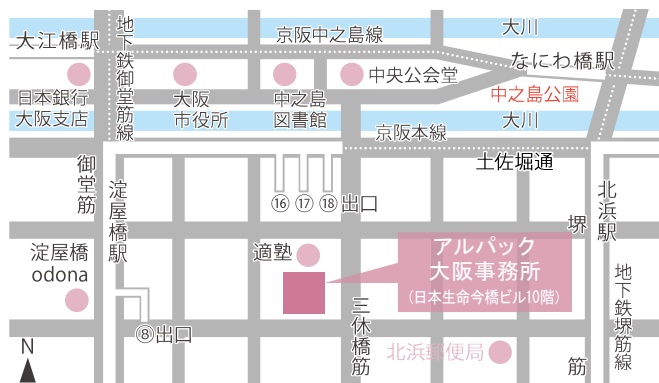 大江橋駅
地下鉄御堂筋線
京阪中之島線
大川
なにわ橋駅
日本銀行
大阪支店
大阪
市役所
中之島
図書館
中央公会堂
中之島公園
京阪本線
大川
土佐堀通
御堂筋
淀屋橋駅
⑯ ⑰ ⑱ 出口
堺
筋
北浜駅
淀屋橋
odona
適塾
アルパック
大阪事務所
(日本生命今橋ビル10階)
地下鉄堺筋線
⑧出口
三休橋筋
北浜郵便局
N